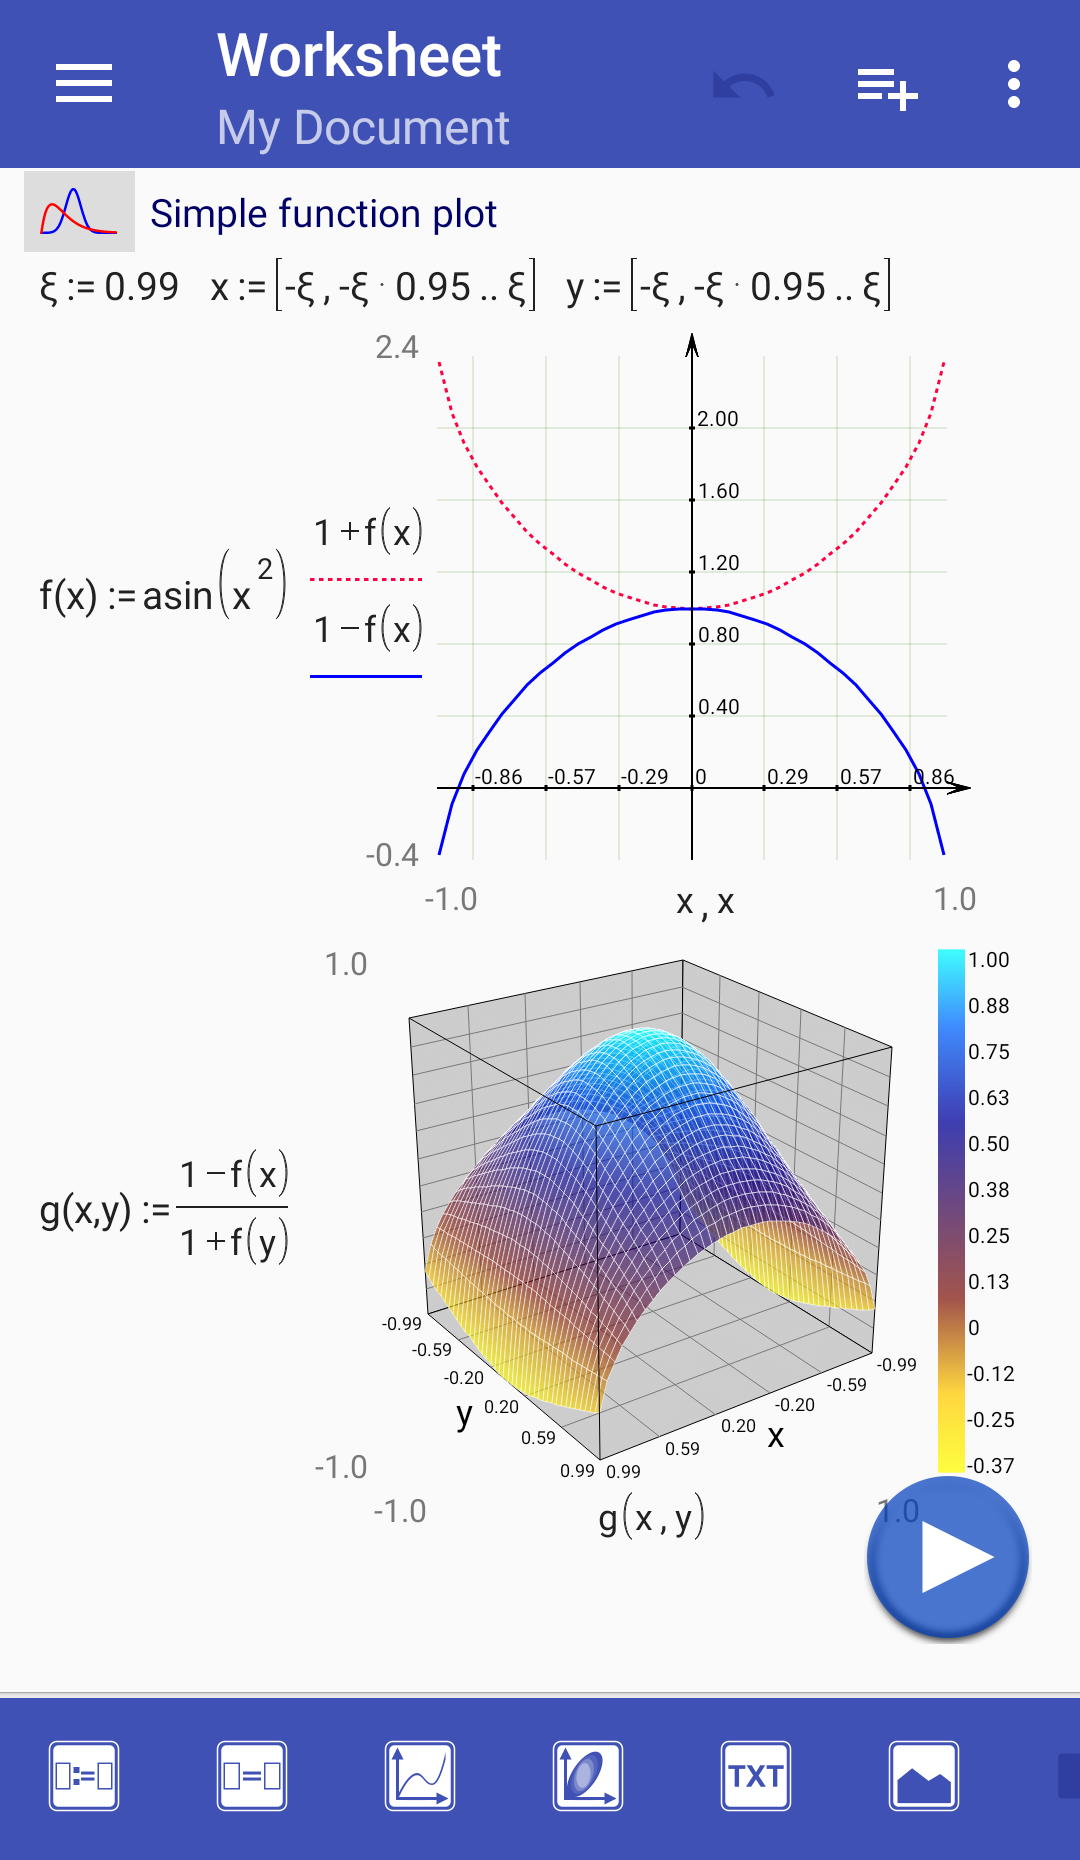 Worksheet
My Document
Simple function plot
ξ := 0.99 x := [-ξ , -ξ · 0.95 .. ξ] y := [-ξ , -ξ · 0.95 .. ξ]
2.4
2.00
1.60
1.20
0.80
0.40
f(x) := asin(x²)
1+f(x)
1−f(x)
-0.86 -0.57 -0.29 0 0.29 0.57 0.86
-0.4
-1.0 x , x 1.0
1.0
1.00
0.88
0.75
0.63
0.50
0.38
0.25
0.13
0
-0.12
-0.25
-0.37
g(x,y) := 
1−f(x)
1+f(y)
-0.99
-0.59
-0.20
0.20
0.59
0.99
y
0.99
0.59
0.20
-0.20
-0.59
-0.99
x
-1.0
-1.0 g(x , y) 1.0
:= = TXT